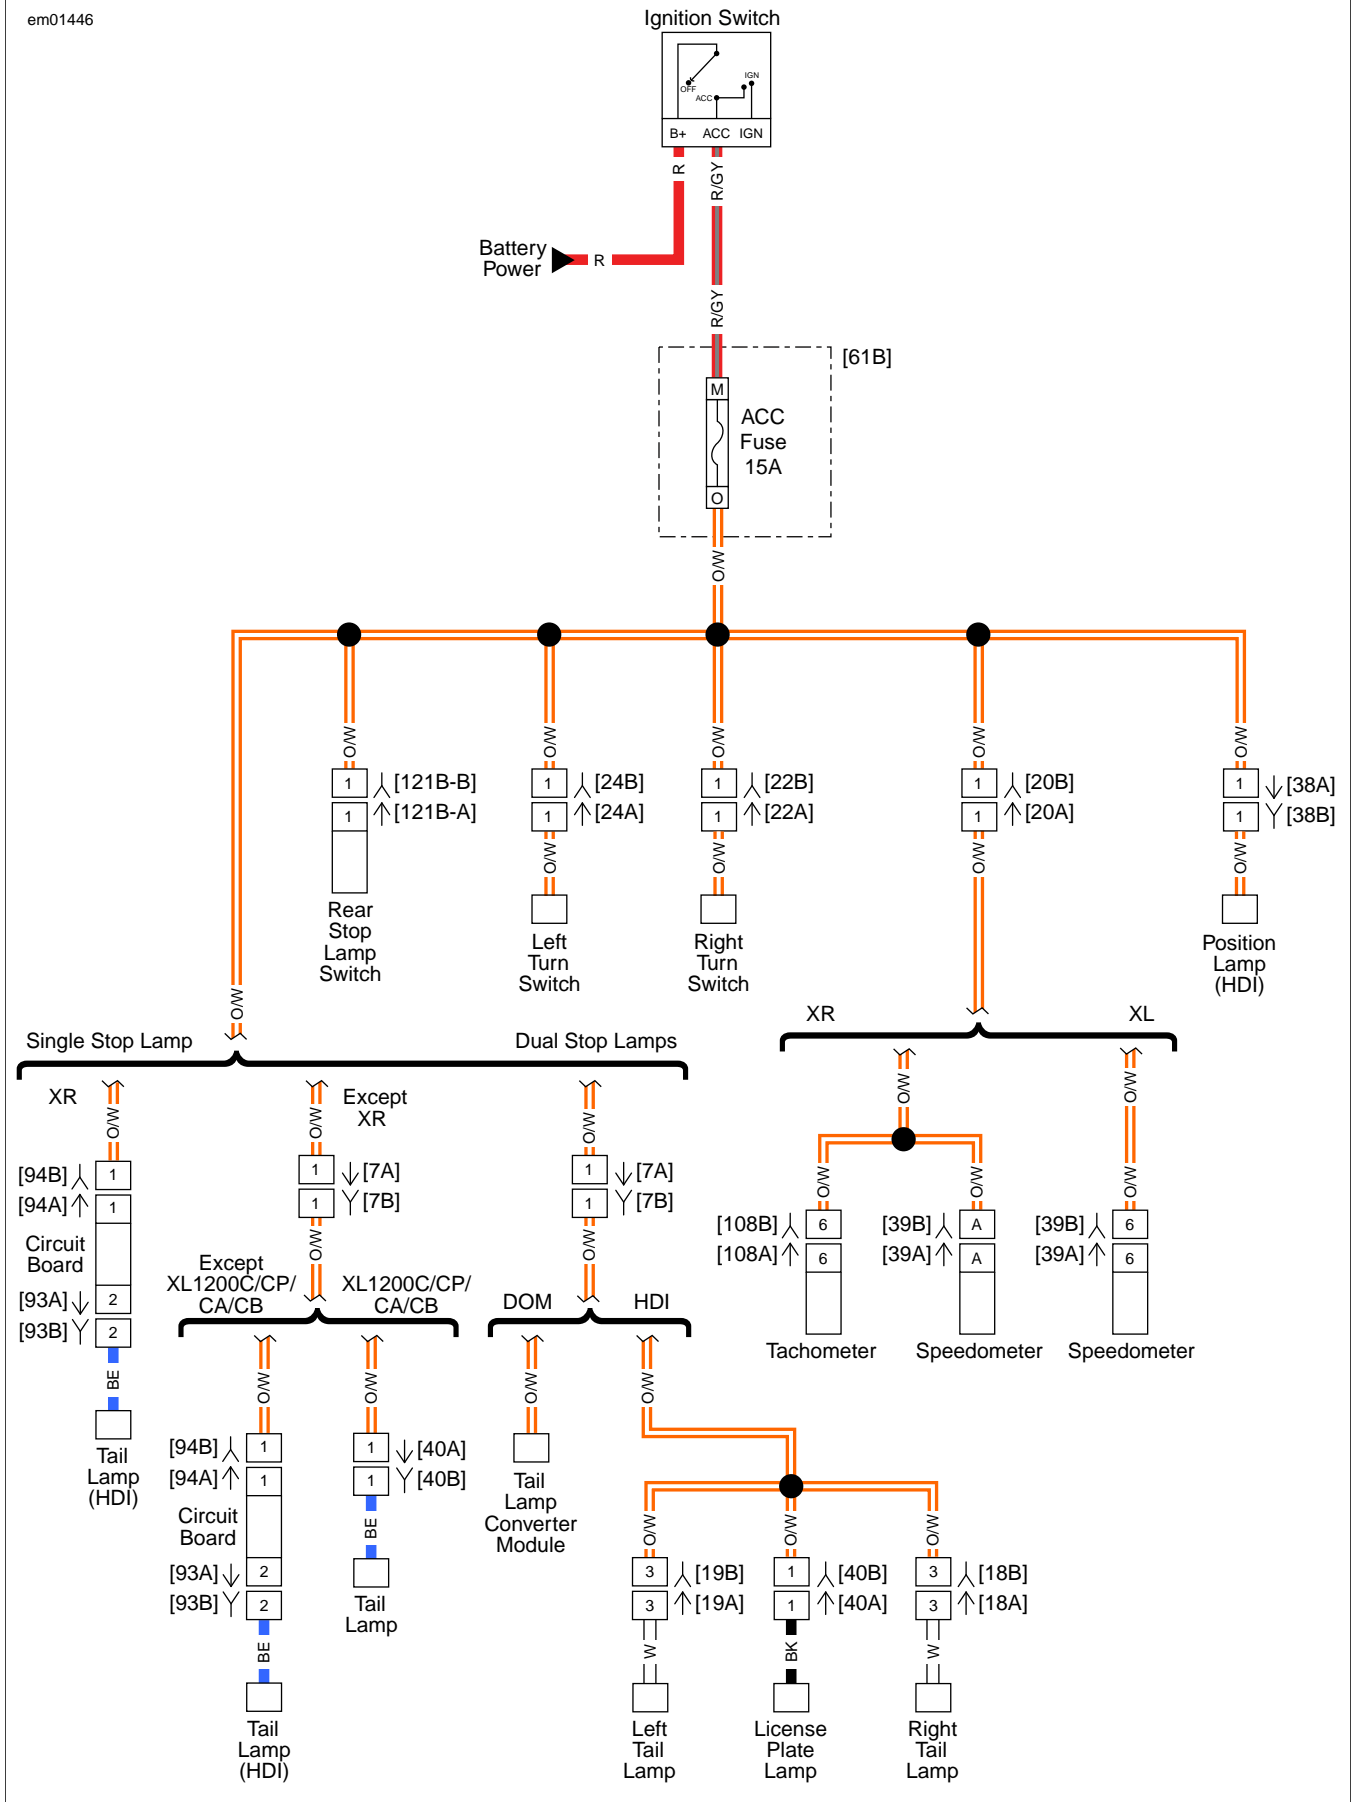 em01446
Ignition Switch
IGN
OFF
ACC
B+ ACC IGN
R
R/GY
Battery
Power
R
R/GY
[61B]
M
ACC
Fuse
15A
O
O/W
O/W O/W O/W O/W O/W
1 [121B-B] 1 [24B] 1 [22B] 1 [20B] 1 [38A]
1 [121B-A] 1 [24A] 1 [22A] 1 [20A] 1 [38B]
O/W O/W O/W O/W
Rear
Stop
Lamp
Switch
Left
Turn
Switch
Right
Turn
Switch
Position
Lamp
(HDI)
O/W
XR XL
Single Stop Lamp Dual Stop Lamps
XR
O/W
O/W
Except
XR
O/W
O/W
O/W
[94B] 1
[94A] 1
Circuit
Board
[93A] 2
[93B] 2
BE
Tail
Lamp
(HDI)
1 [7A]
1 [7B]
O/W
1 [7A]
1 [7B]
O/W
O/W O/W
[108B] 6 [39B] A [39B] 6
[108A] 6 [39A] A [39A] 6
Tachometer Speedometer Speedometer
Except
XL1200C/CP/
CA/CB
XL1200C/CP/
CA/CB
DOM HDI
O/W O/W O/W O/W
[94B] 1
[94A] 1
Circuit
Board
[93A] 2
[93B] 2
BE
Tail
Lamp
(HDI)
1 [40A]
1 [40B]
BE
Tail
Lamp
Tail
Lamp
Converter
Module
O/W O/W O/W
3 [19B] 1 [40B] 3 [18B]
3 [19A] 1 [40A] 3 [18A]
W BK W
Left
Tail
Lamp
License
Plate
Lamp
Right
Tail
Lamp